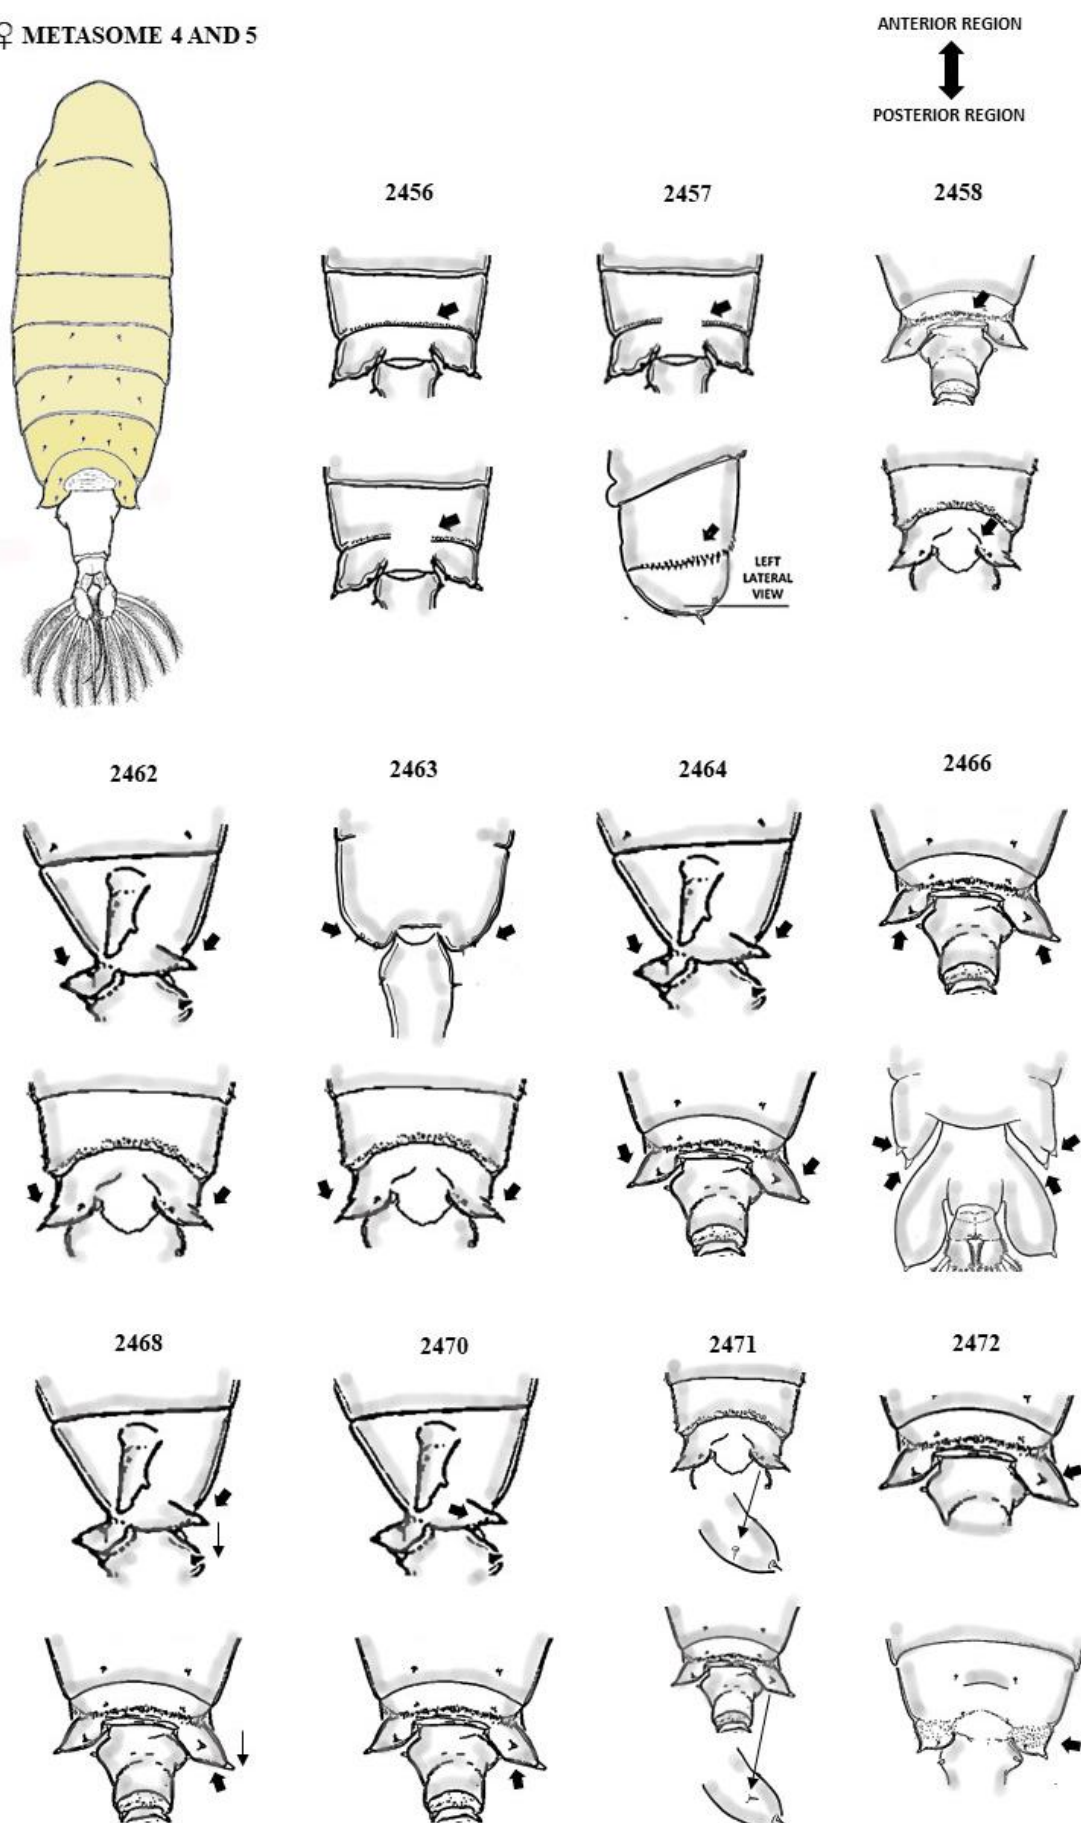 ♀ METASOME 4 AND 5
ANTERIOR REGION
POSTERIOR REGION
2456
2457
2458
LEFT
LATERAL
VIEW
2462
2463
2464
2466
2468
2470
2471
2472